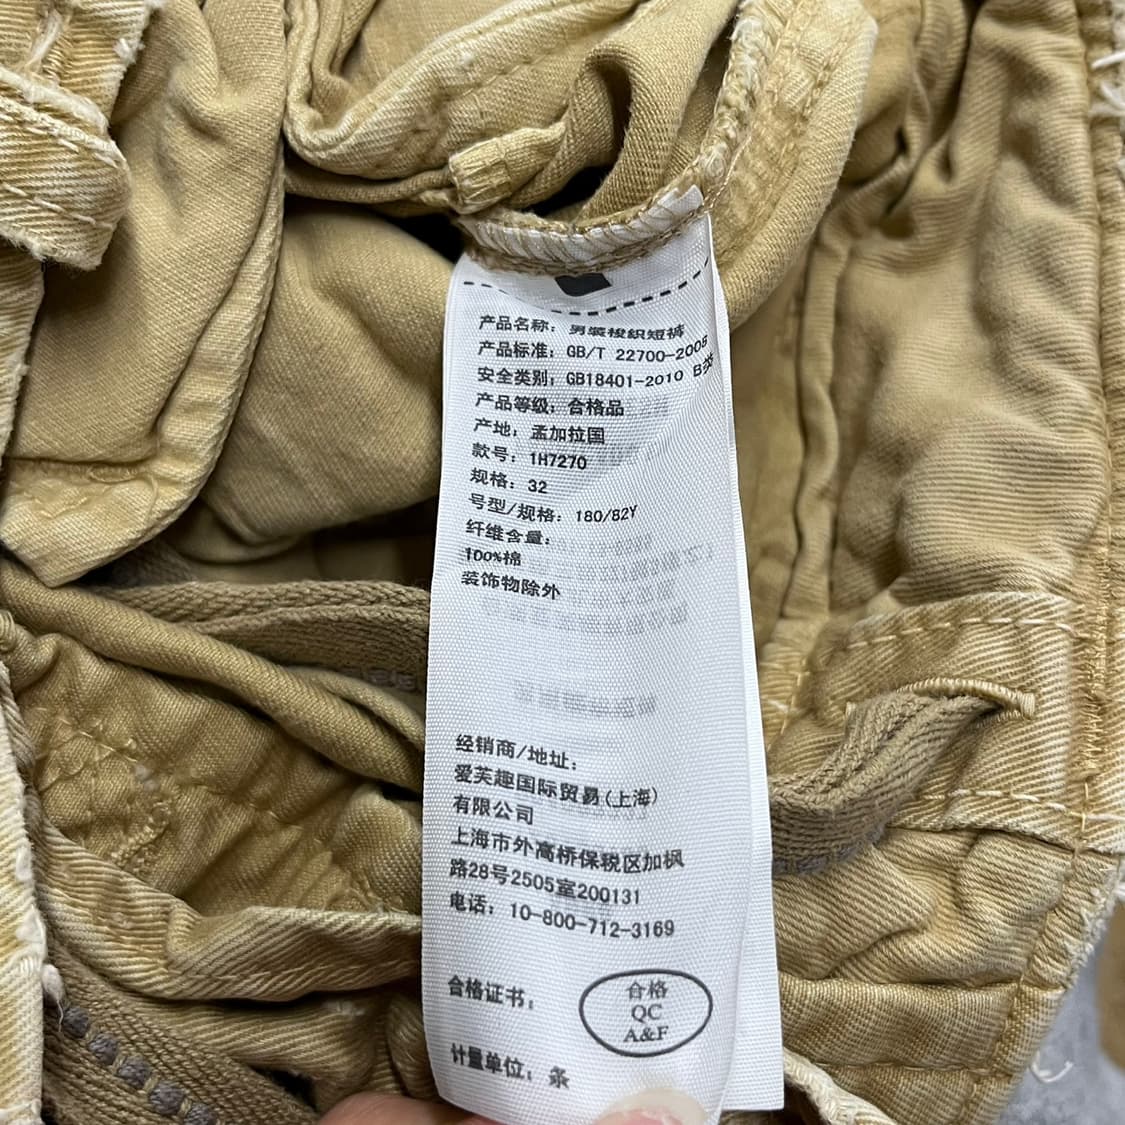 产品名称: 男装梭织短裤
产品标准: GB/T 22700-2008
安全类别: GB18401-2010 B类
产品等级: 合格品
产地: 孟加拉国
款号: 1H7270
规格: 32
号型/规格: 180/82Y
纤维含量:
100%棉
装饰物除外
经销商/地址:
爱芙趣国际贸易(上海)
有限公司
上海市外高桥保税区加枫
路28号2505室200131
电话: 10-800-712-3169
合格证书:
合格
QC
A&F
计量单位: 条